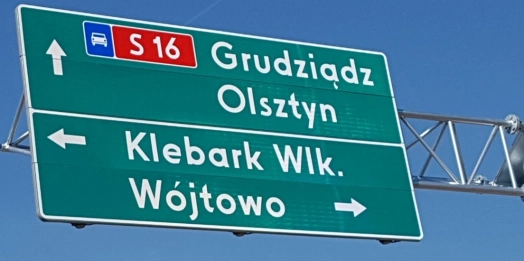 S 16
Grudziądz
Olsztyn
Klebark Wlk.
Wójtowo